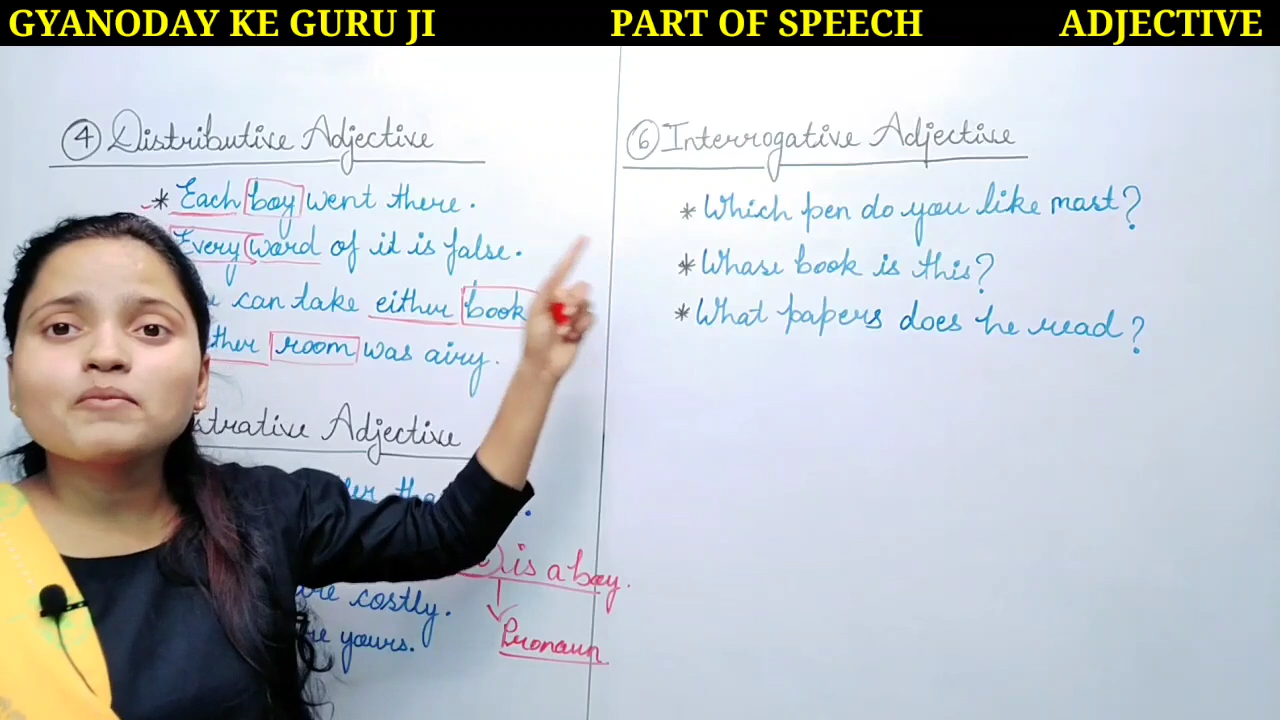 GYANODAY KE GURU JI PART OF SPEECH ADJECTIVE
④ Distributive Adjective
* Each boy went there.
Every word of it is false.
can take either book
room was airy.
Adjective
is a boy.
costly.
yours.
Pronoun
⑥ Interrogative Adjective
* Which pen do you like most?
* Whose book is this?
* What papers does he read?